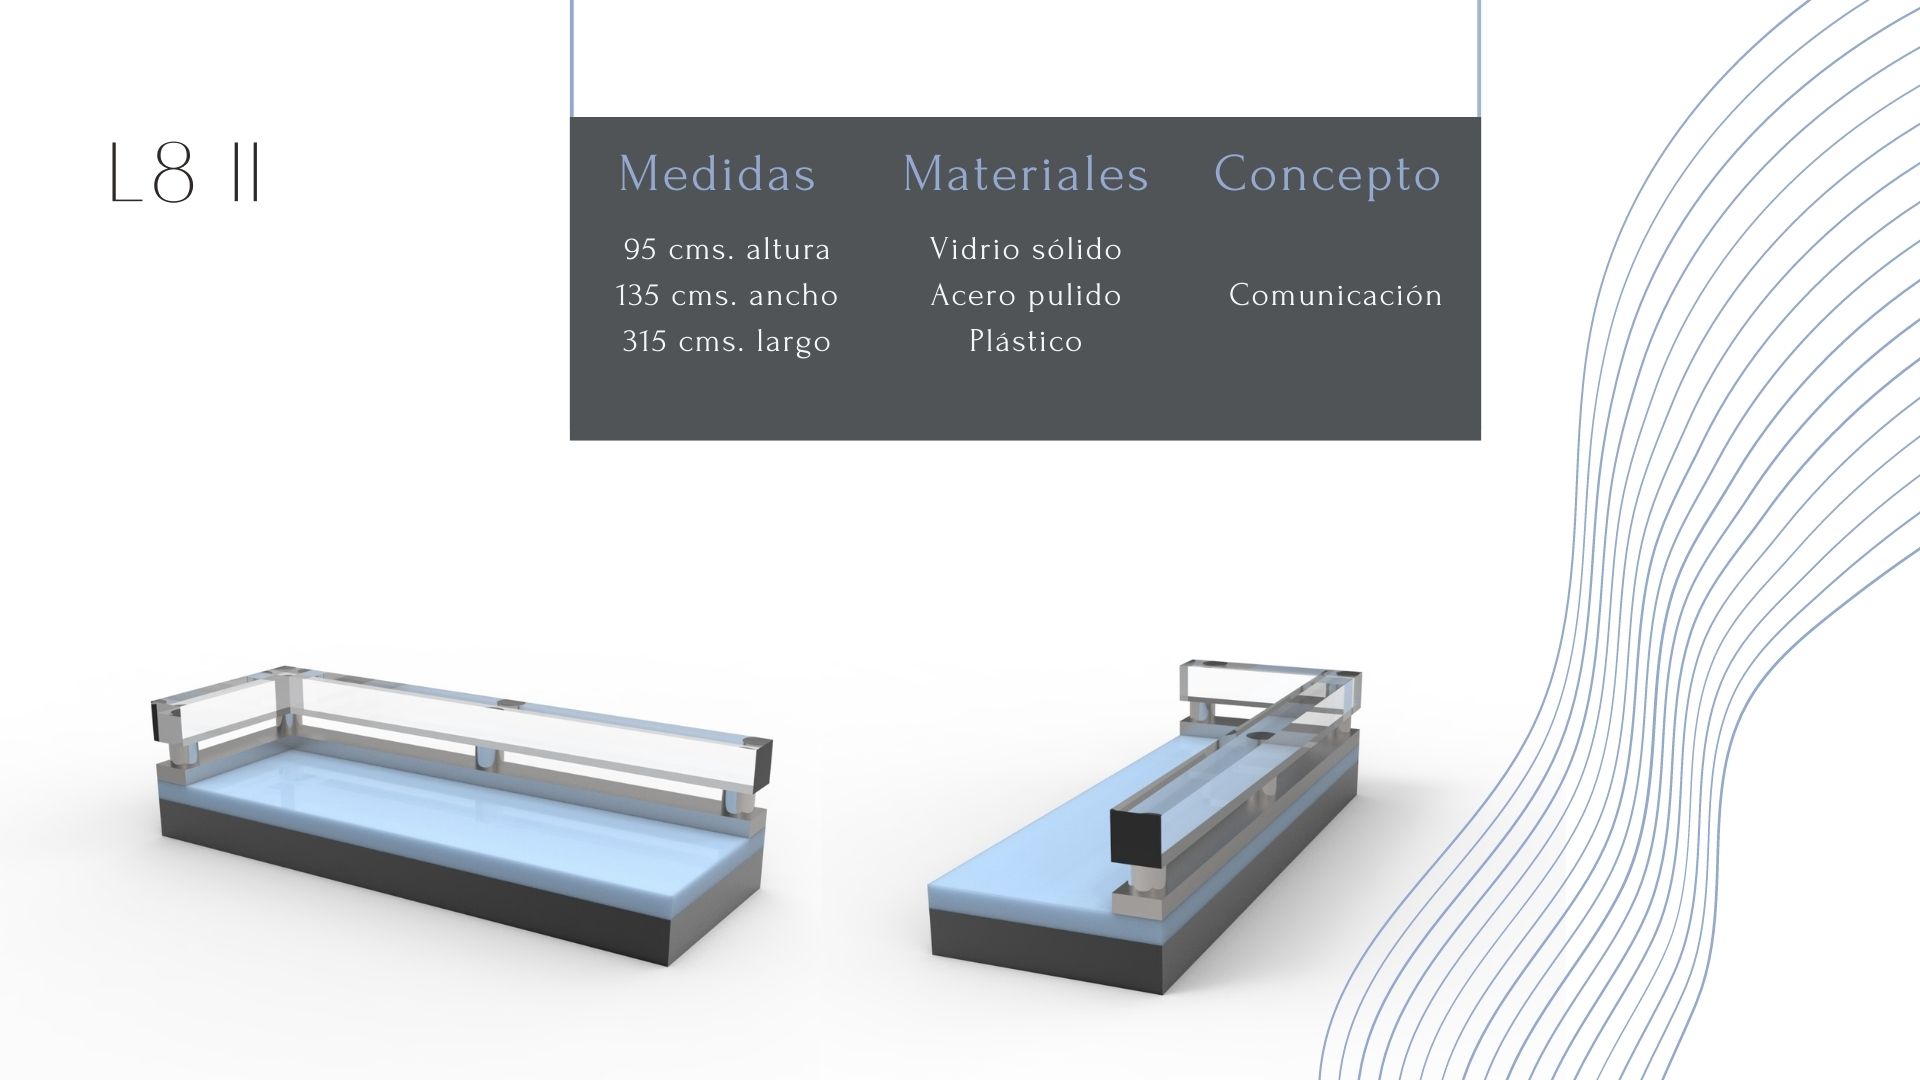 L8 II
Medidas
95 cms. altura
135 cms. ancho
315 cms. largo
Materiales
Vidrio sólido
Acero pulido
Plástico
Concepto
Comunicación